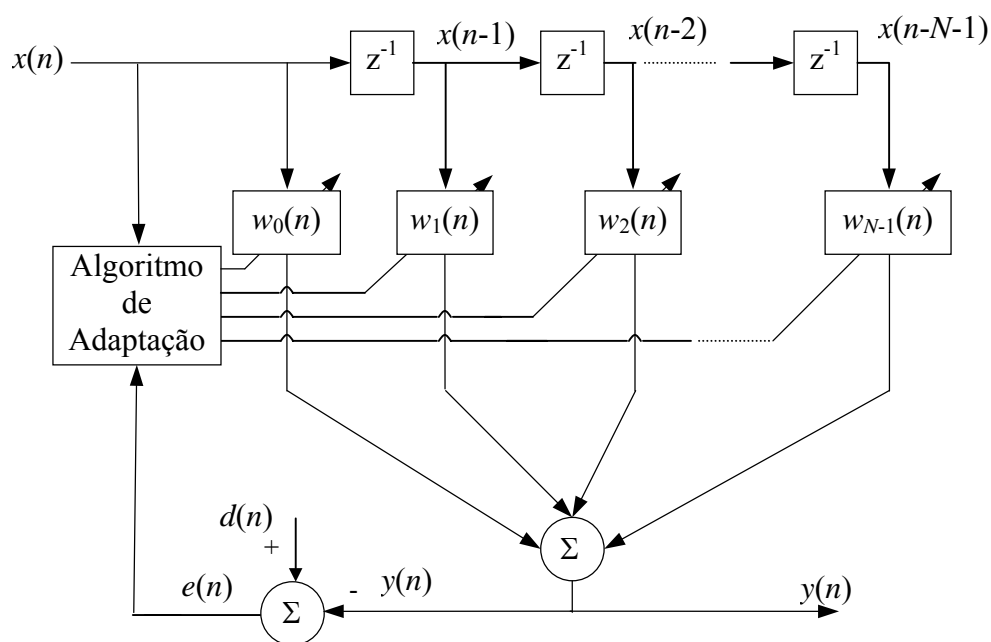 x(n)
z⁻¹
x(n-1)
z⁻¹
x(n-2)
z⁻¹
x(n-N-1)
w₀(n)
w₁(n)
w₂(n)
w_{N-1}(n)
Algoritmo
de
Adaptação
Σ
d(n)
+
e(n)
Σ
-
y(n)
y(n)